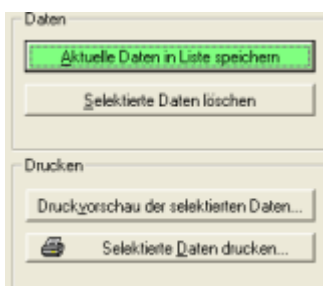 Daten
Aktuelle Daten in Liste speichern
Selektierte Daten löschen
Drucken
Druckvorschau der selektierten Daten...
Selektierte Daten drucken...